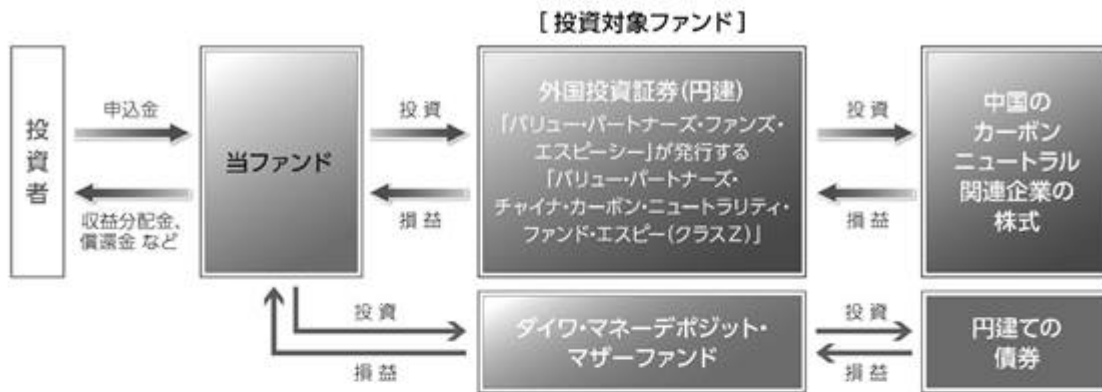 [投資対象ファンド]
投資者
申込金
収益分配金、
償還金 など
当ファンド
投 資
損 益
外国投資証券(円建)
「バリュー・パートナーズ・ファンズ・
エスピーシー」が発行する
「バリュー・パートナーズ・
チャイナ・カーボン・ニュートラリティ・
ファンド・エスピー(クラスZ)」
投 資
損 益
中国の
カーボン
ニュートラル
関連企業の
株式
投 資
損 益
ダイワ・マネーデポジット・
マザーファンド
投 資
損 益
円建ての
債券